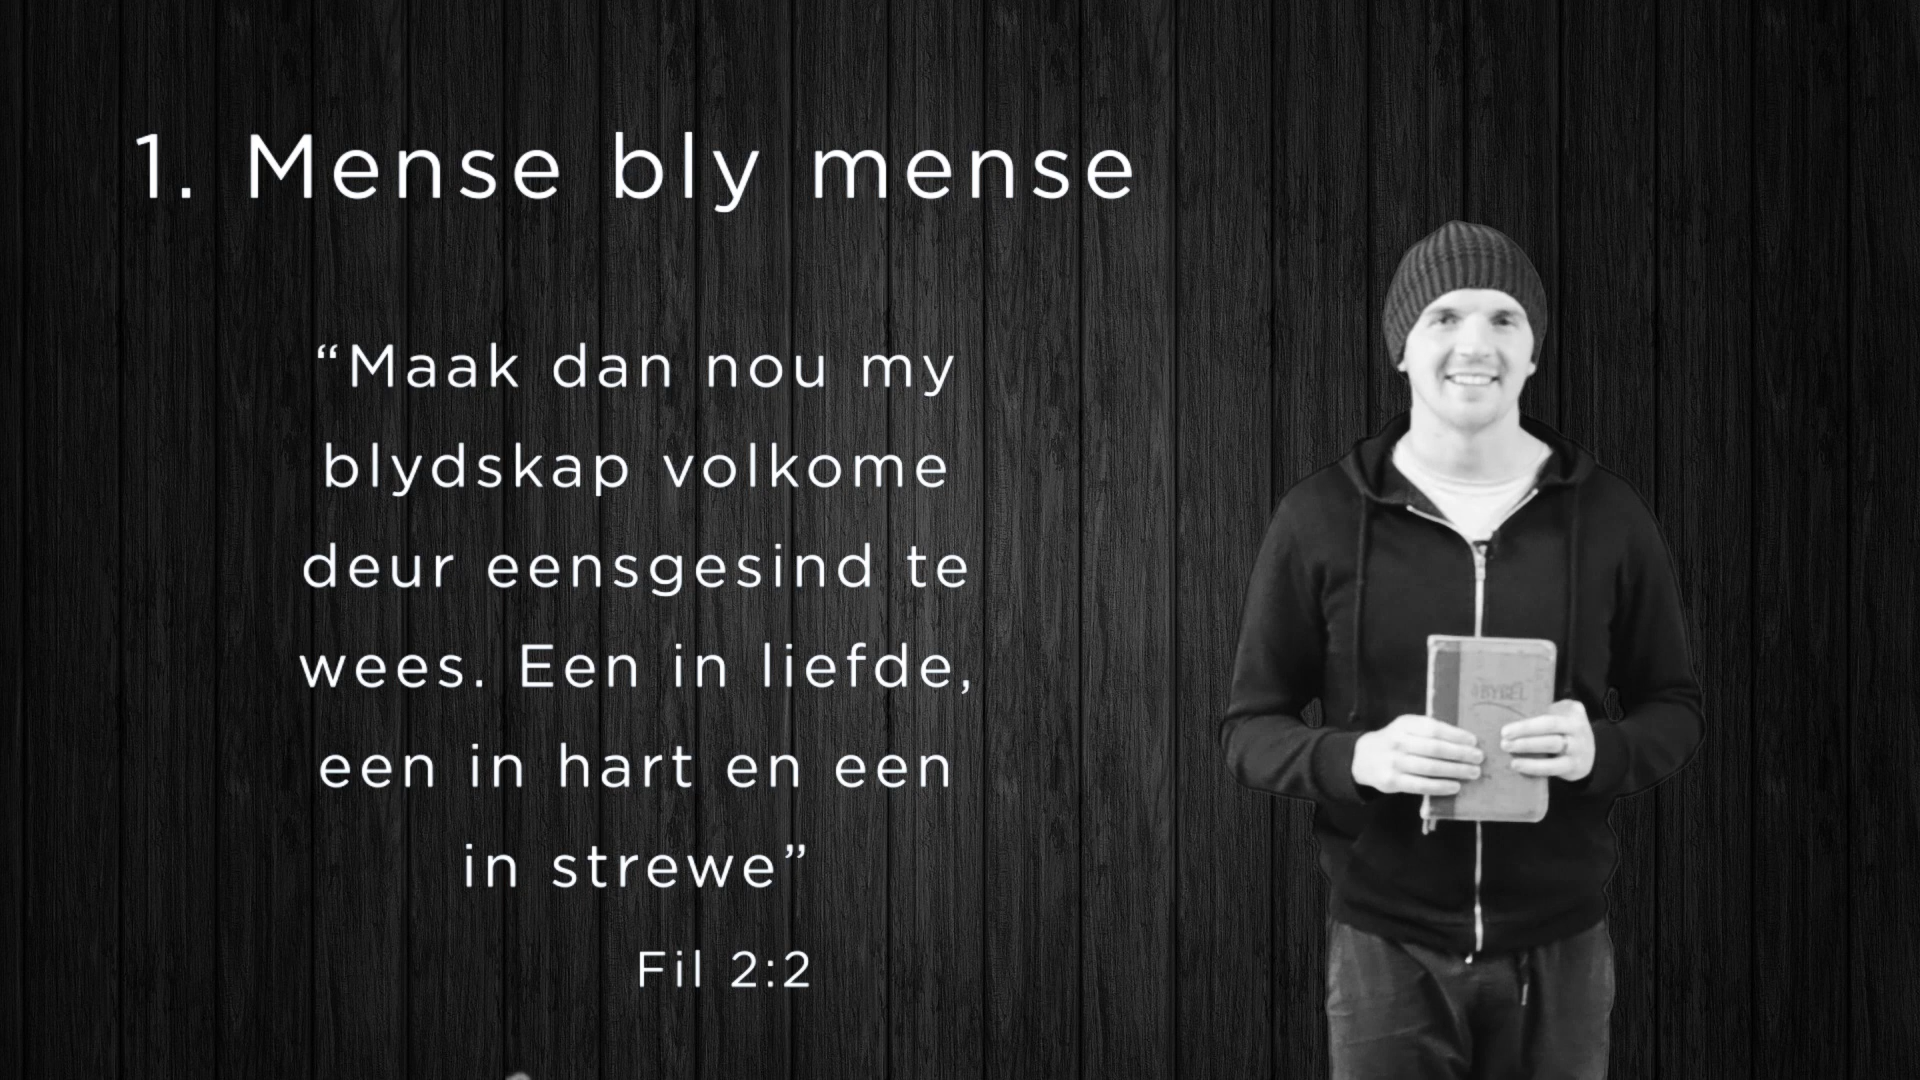 1. Mense bly mense
“Maak dan nou my
blydskap volkome
deur eensgesind te
wees. Een in liefde,
een in hart en een
in strewe”
Fil 2:2
BYBEL